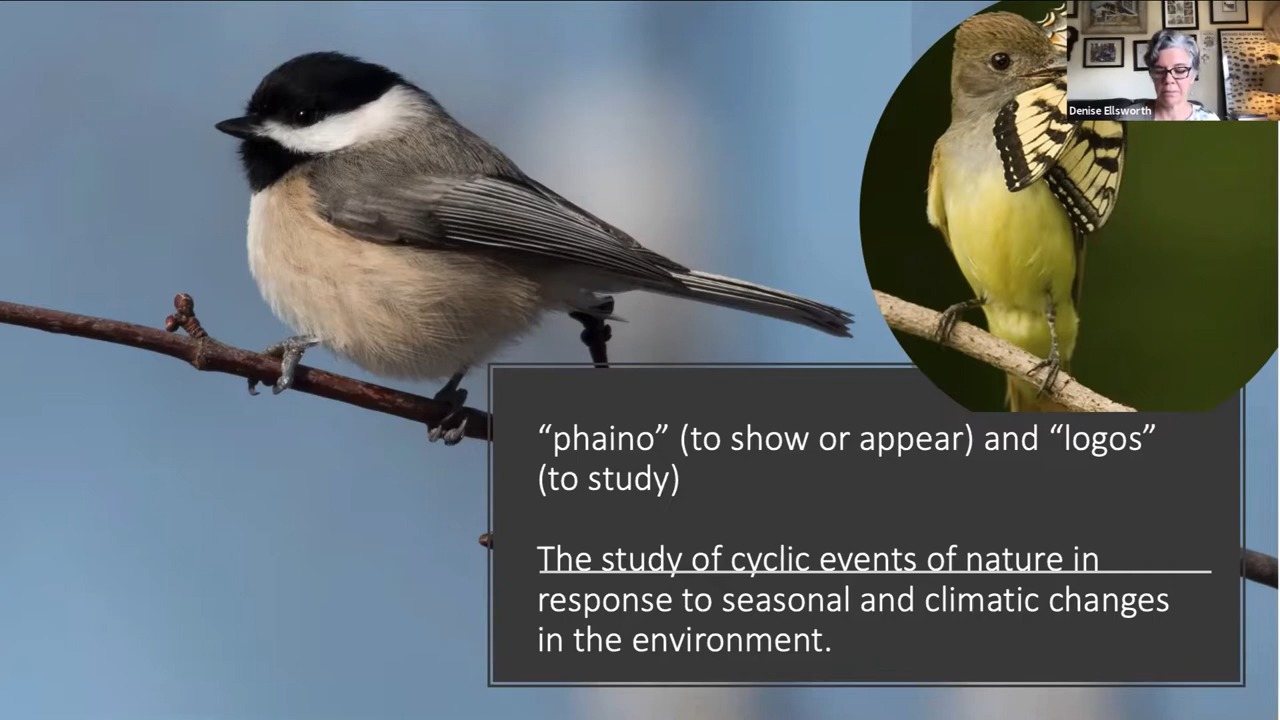 Denise Ellsworth
“phaino” (to show or appear) and “logos”
(to study)
The study of cyclic events of nature in
response to seasonal and climatic changes
in the environment.